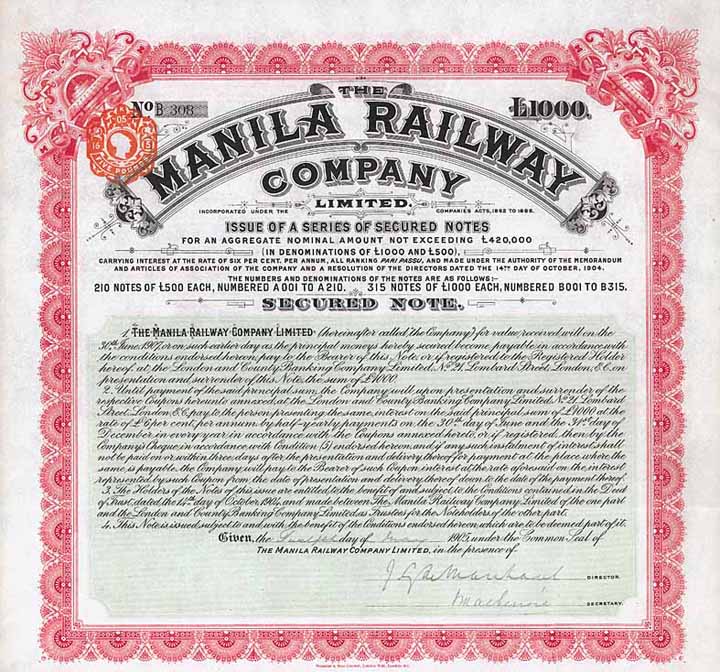 No B 308
£1000.
THE
MANILA RAILWAY
COMPANY
LIMITED.
INCORPORATED UNDER THE COMPANIES ACTS, 1862 TO 1898.
05
16 5
FIVE POUNDS
ISSUE OF A SERIES OF SECURED NOTES
FOR AN AGGREGATE NOMINAL AMOUNT NOT EXCEEDING £420,000
(IN DENOMINATIONS OF £1000 AND £500),
CARRYING INTEREST AT THE RATE OF SIX PER CENT. PER ANNUM, ALL RANKING PARI PASSU, AND MADE UNDER THE AUTHORITY OF THE MEMORANDUM
AND ARTICLES OF ASSOCIATION OF THE COMPANY AND A RESOLUTION OF THE DIRECTORS DATED THE 14TH DAY OF OCTOBER, 1904.
THE NUMBERS AND DENOMINATIONS OF THE NOTES ARE AS FOLLOWS:-
210 NOTES OF £500 EACH, NUMBERED A 001 TO A 210. 315 NOTES OF £1000 EACH, NUMBERED B001 TO B315.
SECURED NOTE.
1. THE MANILA RAILWAY COMPANY LIMITED (hereinafter called "the Company") for value received, will on the
30th June, 1907, or on such earlier day as the principal moneys hereby secured become payable in accordance with
the conditions endorsed hereon, pay to the Bearer of this Note, or if registered to the Registered Holder
hereof, at the London and County Banking Company Limited, No 21, Lombard Street, London, E.C. on
presentation and surrender of this Note, the sum of £1000.
2. Until payment of the said principal sum, the Company will, upon presentation and surrender of the
respective Coupons hereunto annexed, at the London and County Banking Company Limited, No 21, Lombard
Street, London, E.C. pay to the person presenting the same, interest on the said principal sum of £1000 at the
rate of £6 per cent. per annum, by half-yearly payments on the 30th day of June and the 31st day of
December in every year in accordance with the Coupons annexed hereto, or if registered, then by the
Company's Cheque in accordance with Condition 9 indorsed hereon, and if any such instalment of interest shall
not be paid on or within three days after the presentation and delivery thereof for payment at the place where the
same is payable, the Company will pay to the Bearer of such Coupon interest at the rate aforesaid on the interest
represented by such Coupon from the date of presentation and delivery thereof down to the date of the payment thereof.
3. The Holders of the Notes of this issue are entitled to the benefit of and subject to the Conditions contained in the Deed
of Trust dated the 14th day of October, 1904, and made between The Manila Railway Company Limited of the one part
and the London and County Banking Company Limited, as Trustees for the Noteholders of the other part.
4. This Note is issued subject to and with the benefit of the Conditions endorsed hereon, which are to be deemed part of it.
Given, the Twelfth day of 1905, under the Common Seal of
THE MANILA RAILWAY COMPANY LIMITED, in the presence of
DIRECTOR.
Mackenzie
SECRETARY.